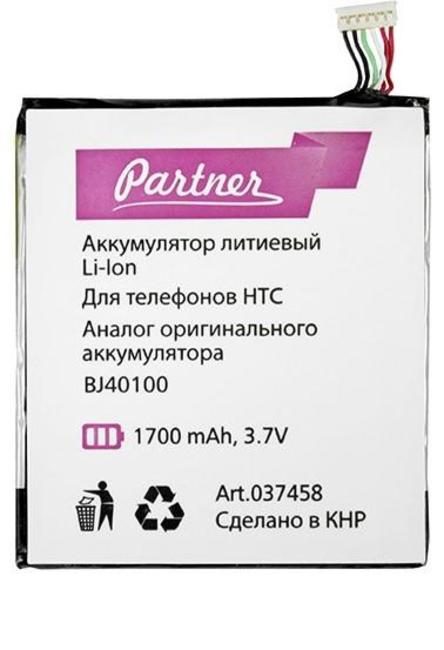 Partner
Аккумулятор литиевый
Li-Ion
Для телефонов HTC
Аналог оригинального
аккумулятора
BJ40100
1700 mAh, 3.7V
Art.037458
Сделано в КНР